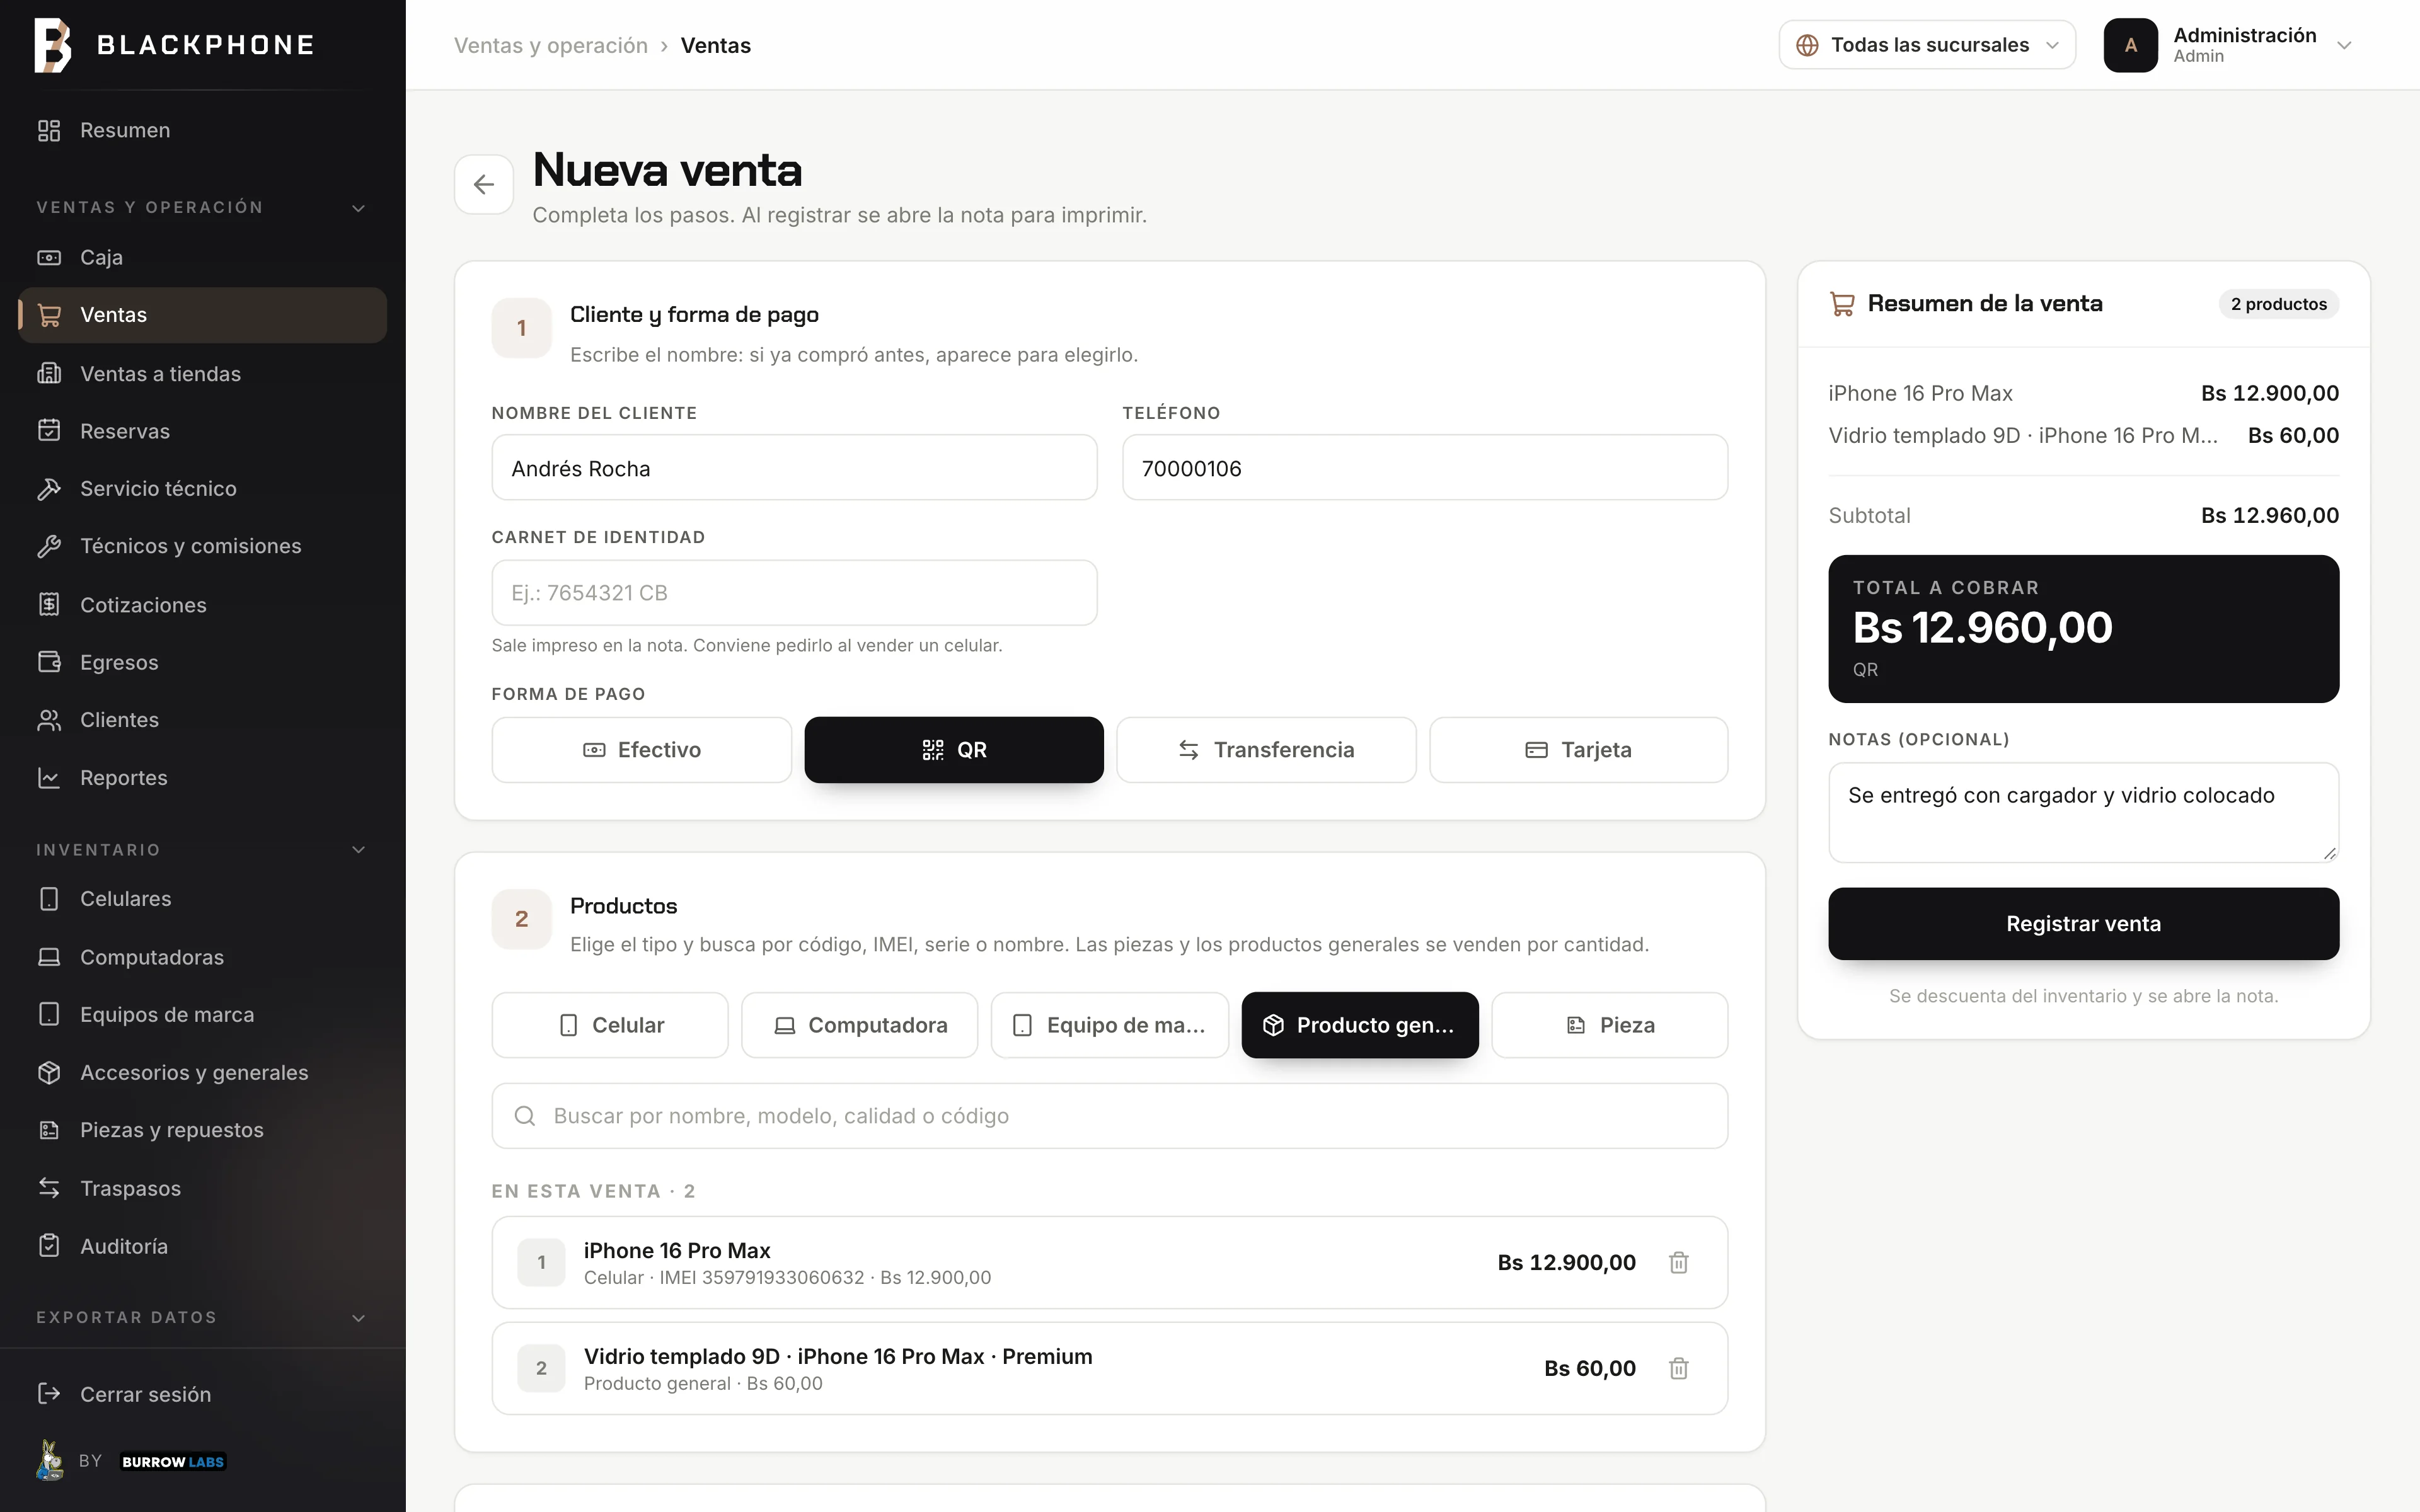 BLACKPHONE
Resumen
VENTAS Y OPERACIÓN
Caja
Ventas
Ventas a tiendas
Reservas
Servicio técnico
Técnicos y comisiones
Cotizaciones
Egresos
Clientes
Reportes
INVENTARIO
Celulares
Computadoras
Equipos de marca
Accesorios y generales
Piezas y repuestos
Traspasos
Auditoría
EXPORTAR DATOS
Cerrar sesión
BY BURROW LABS
Ventas y operación › Ventas
Todas las sucursales
A
Administración
Admin
Nueva venta
Completa los pasos. Al registrar se abre la nota para imprimir.
1
Cliente y forma de pago
Escribe el nombre: si ya compró antes, aparece para elegirlo.
NOMBRE DEL CLIENTE
Andrés Rocha
TELÉFONO
70000106
CARNET DE IDENTIDAD
Ej.: 7654321 CB
Sale impreso en la nota. Conviene pedirlo al vender un celular.
FORMA DE PAGO
Efectivo
QR
Transferencia
Tarjeta
2
Productos
Elige el tipo y busca por código, IMEI, serie o nombre. Las piezas y los productos generales se venden por cantidad.
Celular
Computadora
Equipo de ma...
Producto gen...
Pieza
Buscar por nombre, modelo, calidad o código
EN ESTA VENTA · 2
1
iPhone 16 Pro Max
Celular · IMEI 359791933060632 · Bs 12.900,00
Bs 12.900,00
2
Vidrio templado 9D · iPhone 16 Pro Max · Premium
Producto general · Bs 60,00
Bs 60,00
Resumen de la venta
2 productos
iPhone 16 Pro Max Bs 12.900,00
Vidrio templado 9D · iPhone 16 Pro M... Bs 60,00
Subtotal Bs 12.960,00
TOTAL A COBRAR
Bs 12.960,00
QR
NOTAS (OPCIONAL)
Se entregó con cargador y vidrio colocado
Registrar venta
Se descuenta del inventario y se abre la nota.